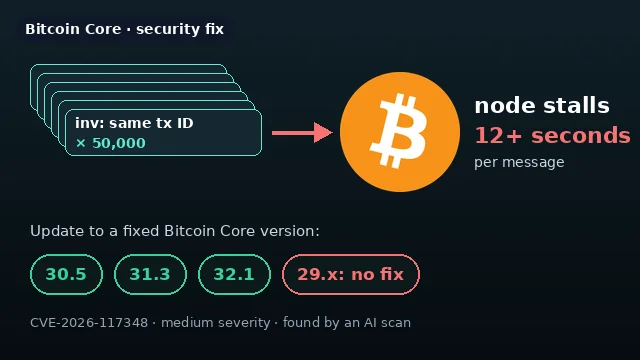 Bitcoin Core · security fix
inv: same tx ID
× 50,000
node stalls
12+ seconds
per message
Update to a fixed Bitcoin Core version:
30.5 31.3 32.1 29.x: no fix
CVE-2026-117348 · medium severity · found by an AI scan